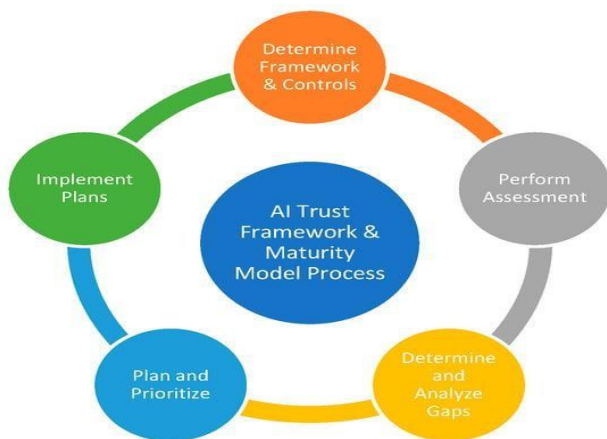 Determine
Framework
& Controls
Perform
Assessment
Determine
and
Analyze
Gaps
Plan and
Prioritize
Implement
Plans
AI Trust
Framework &
Maturity
Model Process